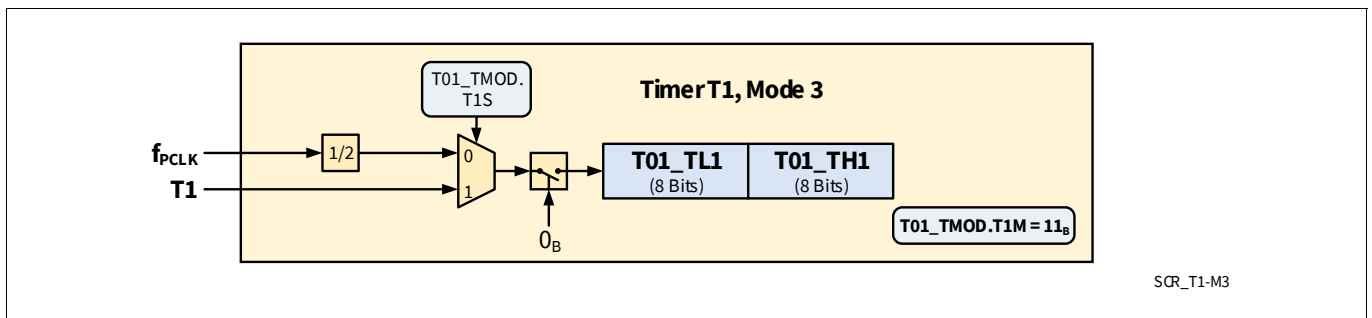 T01_TMOD.
T1S
Timer T1, Mode 3
fPCLK
1/2
0
T01_TL1
T01_TH1
T1
1
(8 Bits)
(8 Bits)
T01_TMOD.T1M = 11B
0B
SCR_T1-M3